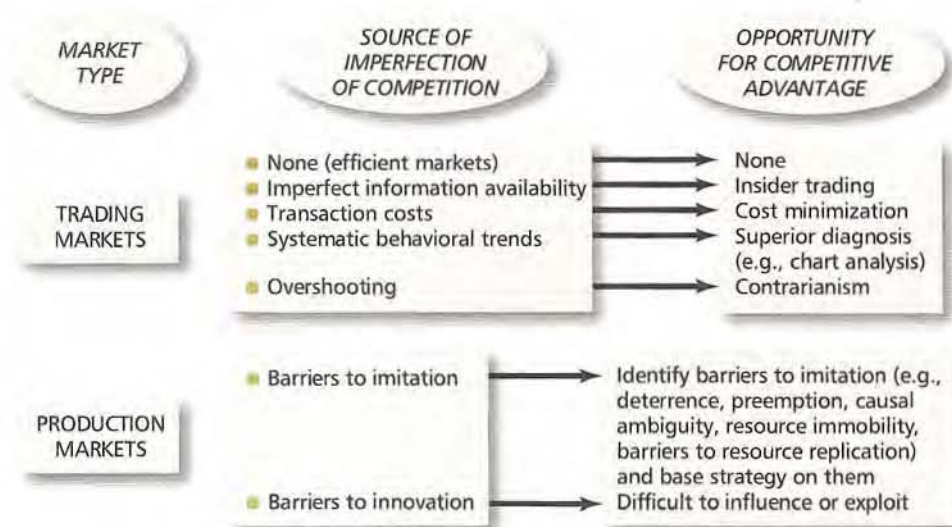 MARKET
TYPE
SOURCE OF
IMPERFECTION
OF COMPETITION
OPPORTUNITY
FOR COMPETITIVE
ADVANTAGE
TRADING
MARKETS
None (efficient markets)
Imperfect information availability
Transaction costs
Systematic behavioral trends
Overshooting
None
Insider trading
Cost minimization
Superior diagnosis
(e.g., chart analysis)
Contrarianism
PRODUCTION
MARKETS
Barriers to imitation
Barriers to innovation
Identify barriers to imitation (e.g.,
deterrence, preemption, causal
ambiguity, resource immobility,
barriers to resource replication)
and base strategy on them
Difficult to influence or exploit